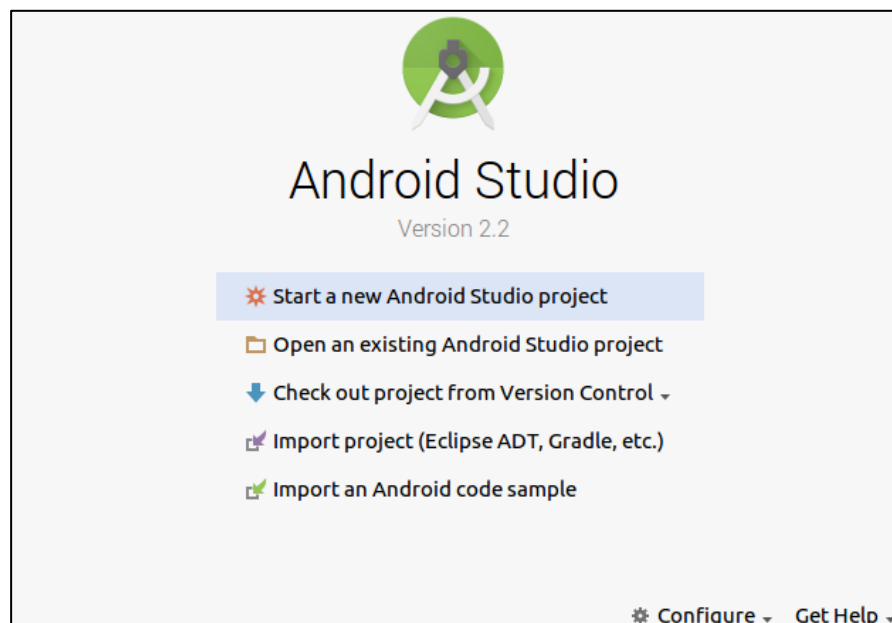 Android Studio
Version 2.2
Start a new Android Studio project
Open an existing Android Studio project
Check out project from Version Control
Import project (Eclipse ADT, Gradle, etc.)
Import an Android code sample
Configure Get Help